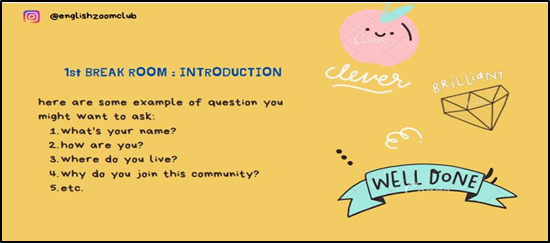 @englishzoomclub
1st BREAK ROOM : INTRODUCTION
here are some example of question you
might want to ask:
1. what's your name?
2. how are you?
3. where do you live?
4. why do you join this community?
5. etc.
Canva
clever
BRILLIANT
WELL DONE